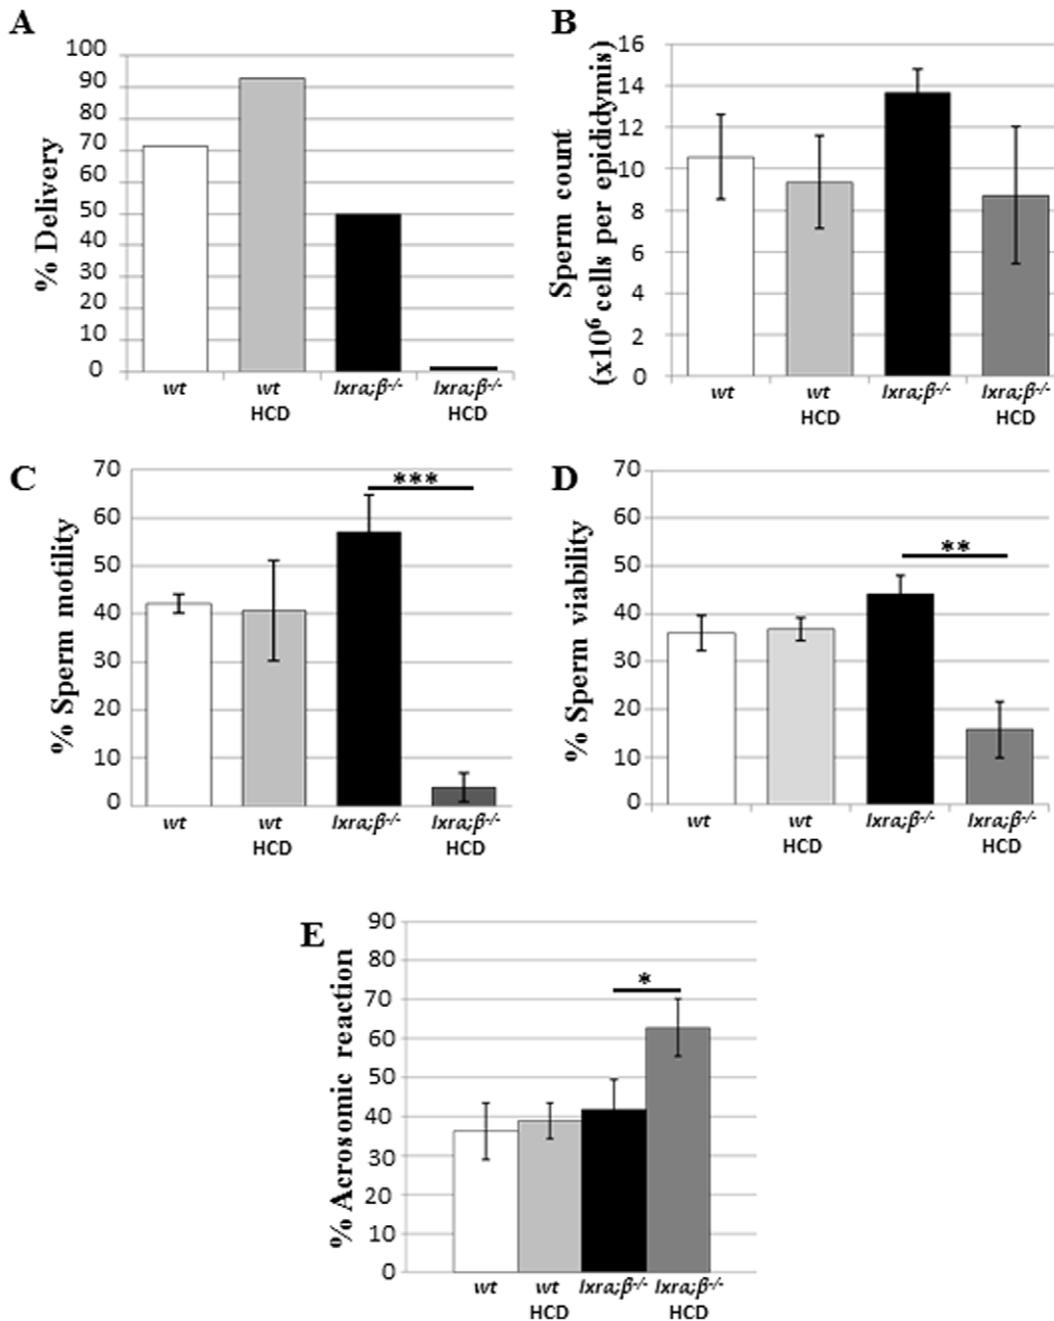 A
% Delivery
100
90
80
70
60
50
40
30
20
10
0
wt
wt
HCD
lxra;β-/-
lxra;β-/-
HCD
B
Sperm count
(x10⁶ cells per epididymis)
16
14
12
10
8
6
4
2
0
wt
wt
HCD
lxra;β-/-
lxra;β-/-
HCD
C
% Sperm motility
70
60
50
40
30
20
10
0
***
wt
wt
HCD
lxra;β-/-
lxra;β-/-
HCD
D
% Sperm viability
70
60
50
40
30
20
10
0
**
wt
wt
HCD
lxra;β-/-
lxra;β-/-
HCD
E
% Acrosomic reaction
90
80
70
60
50
40
30
20
10
0
*
wt
wt
HCD
lxra;β-/-
lxra;β-/-
HCD